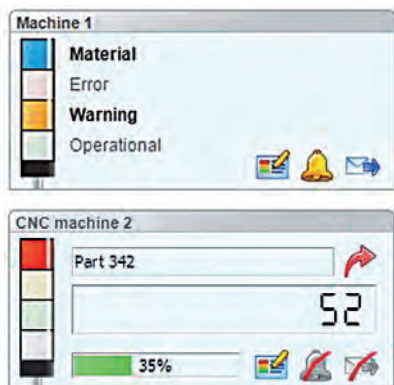 Machine 1
Material
Error
Warning
Operational
CNC machine 2
Part 342
52
35%